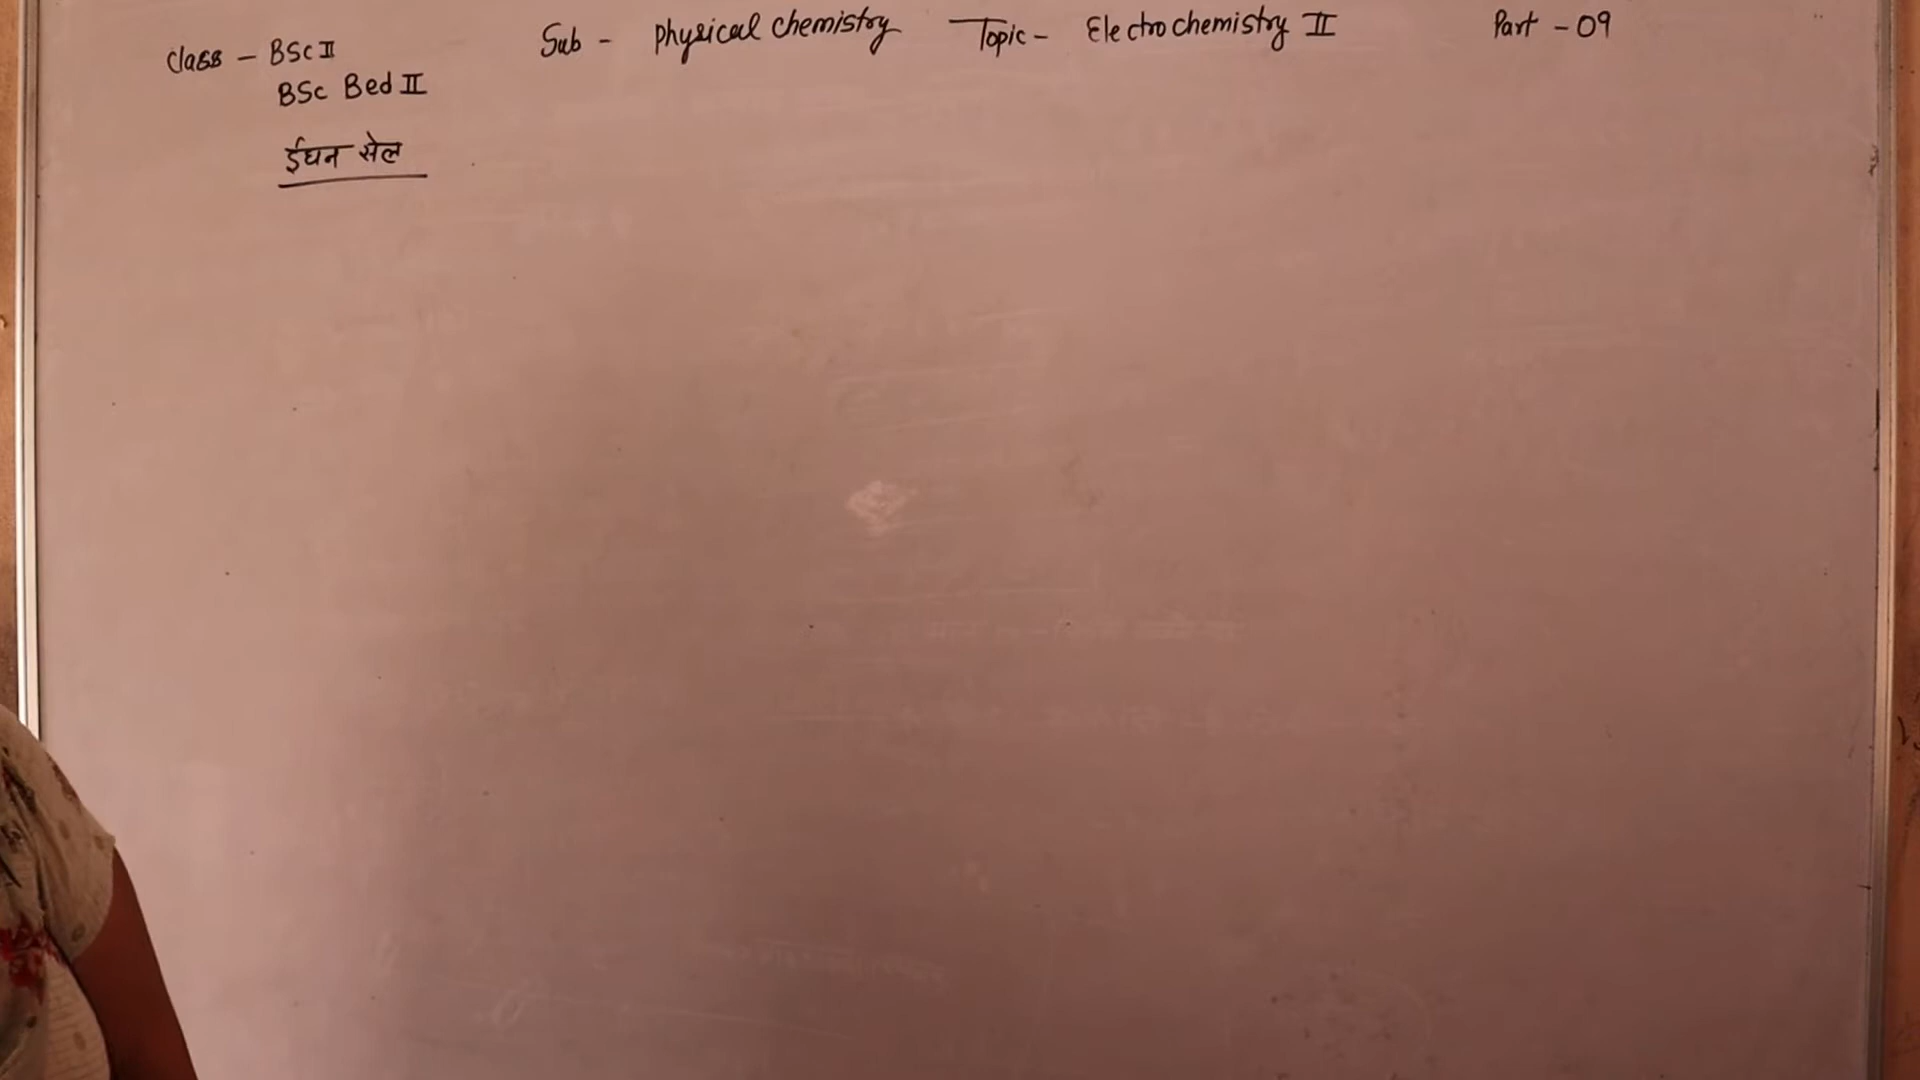 Class - BSc II Sub - Physical chemistry Topic - Electrochemistry II Part - 09
BSc Bed II
ईंधन सेल